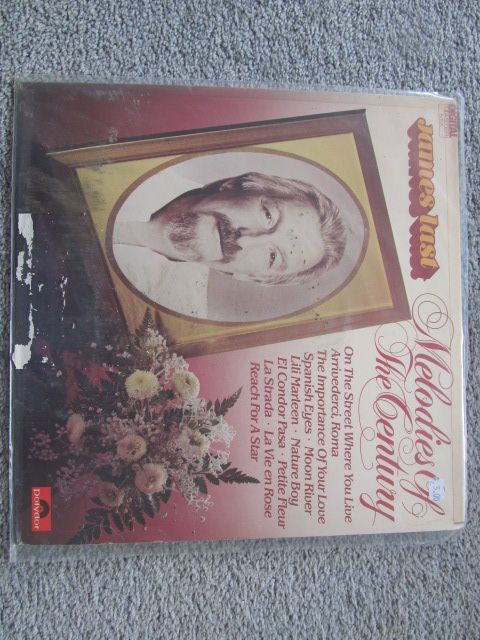 DIGITAL
james last
Melodies Of
The Century
On The Street Where You Live
Arrivederci, Roma
The Importance Of Your Love
Spanish Eyes · Moon River
Lili Marleen · Nature Boy
El Condor Pasa · Petite Fleur
La Strada · La Vie en Rose
Reach For A Star
5.00
Polydor